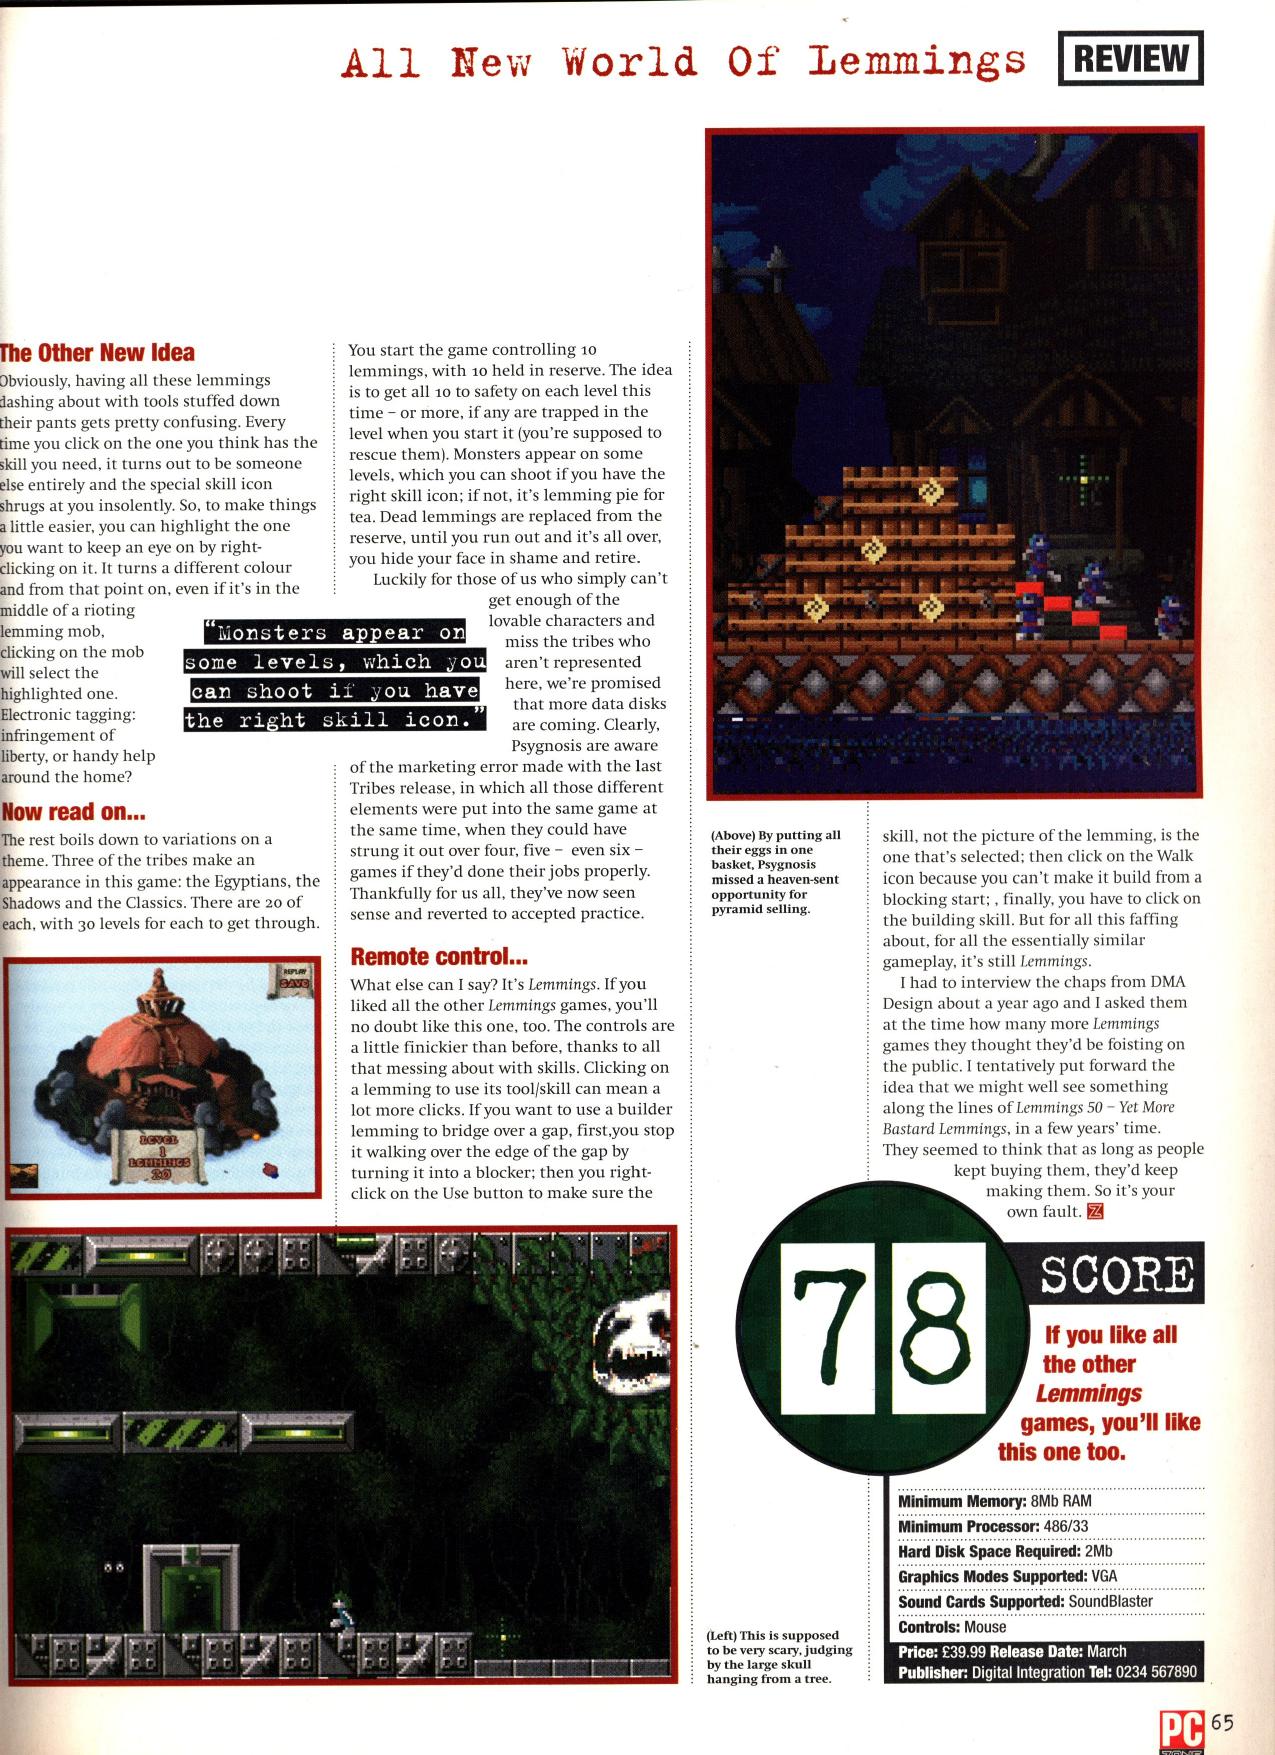 All New World Of Lemmings
REVIEW
The Other New Idea
Obviously, having all these lemmings
dashing about with tools stuffed down
their pants gets pretty confusing. Every
time you click on the one you think has the
skill you need, it turns out to be someone
else entirely and the special skill icon
shrugs at you insolently. So, to make things
a little easier, you can highlight the one
you want to keep an eye on by right-
clicking on it. It turns a different colour
and from that point on, even if it's in the
middle of a rioting
lemming mob,
clicking on the mob
will select the
highlighted one.
Electronic tagging:
infringement of
liberty, or handy help
around the home?
Now read on...
The rest boils down to variations on a
theme. Three of the tribes make an
appearance in this game: the Egyptians, the
Shadows and the Classics. There are 20 of
each, with 30 levels for each to get through.
REPLAY
SAVE
LEVEL
1
LEMMINGS
20
"Monsters appear on
some levels, which you
can shoot if you have
the right skill icon."
You start the game controlling 10
lemmings, with 10 held in reserve. The idea
is to get all 10 to safety on each level this
time – or more, if any are trapped in the
level when you start it (you're supposed to
rescue them). Monsters appear on some
levels, which you can shoot if you have the
right skill icon; if not, it's lemming pie for
tea. Dead lemmings are replaced from the
reserve, until you run out and it's all over,
you hide your face in shame and retire.
Luckily for those of us who simply can't
get enough of the
lovable characters and
miss the tribes who
aren't represented
here, we're promised
that more data disks
are coming. Clearly,
Psygnosis are aware
of the marketing error made with the last
Tribes release, in which all those different
elements were put into the same game at
the same time, when they could have
strung it out over four, five – even six –
games if they'd done their jobs properly.
Thankfully for us all, they've now seen
sense and reverted to accepted practice.
Remote control...
What else can I say? It's Lemmings. If you
liked all the other Lemmings games, you'll
no doubt like this one, too. The controls are
a little finickier than before, thanks to all
that messing about with skills. Clicking on
a lemming to use its tool/skill can mean a
lot more clicks. If you want to use a builder
lemming to bridge over a gap, first,you stop
it walking over the edge of the gap by
turning it into a blocker; then you right-
click on the Use button to make sure the
(Above) By putting all
their eggs in one
basket, Psygnosis
missed a heaven-sent
opportunity for
pyramid selling.
skill, not the picture of the lemming, is the
one that's selected; then click on the Walk
icon because you can't make it build from a
blocking start; , finally, you have to click on
the building skill. But for all this faffing
about, for all the essentially similar
gameplay, it's still Lemmings.
I had to interview the chaps from DMA
Design about a year ago and I asked them
at the time how many more Lemmings
games they thought they'd be foisting on
the public. I tentatively put forward the
idea that we might well see something
along the lines of Lemmings 50 – Yet More
Bastard Lemmings, in a few years' time.
They seemed to think that as long as people
kept buying them, they'd keep
making them. So it's your
own fault. Z
78
SCORE
If you like all
the other
Lemmings
games, you'll like
this one too.
Minimum Memory: 8Mb RAM
Minimum Processor: 486/33
Hard Disk Space Required: 2Mb
Graphics Modes Supported: VGA
Sound Cards Supported: SoundBlaster
Controls: Mouse
Price: £39.99 Release Date: March
Publisher: Digital Integration Tel: 0234 567890
(Left) This is supposed
to be very scary, judging
by the large skull
hanging from a tree.
PC
ZONE
65